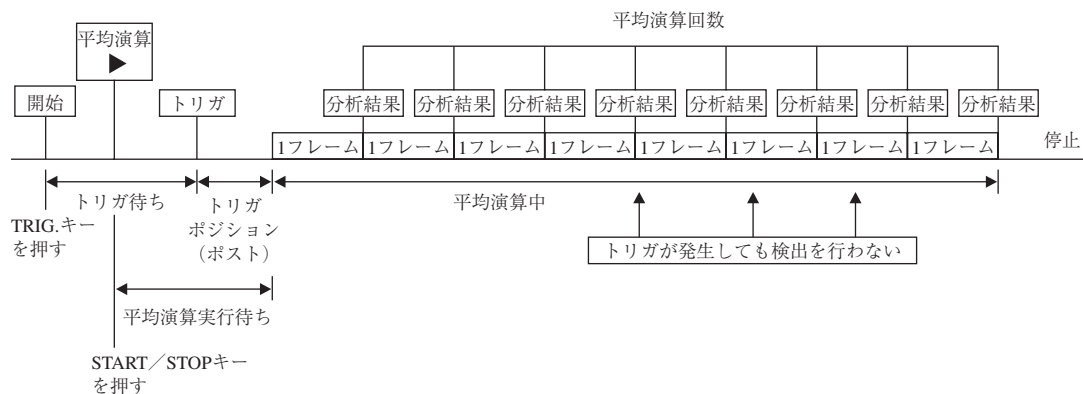 平均演算回数
平均演算
開始
トリガ
分析結果 分析結果 分析結果 分析結果 分析結果 分析結果 分析結果 分析結果
1フレーム 1フレーム 1フレーム 1フレーム 1フレーム 1フレーム 1フレーム 1フレーム
停止
トリガ待ち
トリガ
ポジション
（ポスト）
平均演算中
TRIG.キー
を押す
トリガが発生しても検出を行わない
平均演算実行待ち
START／STOPキー
を押す